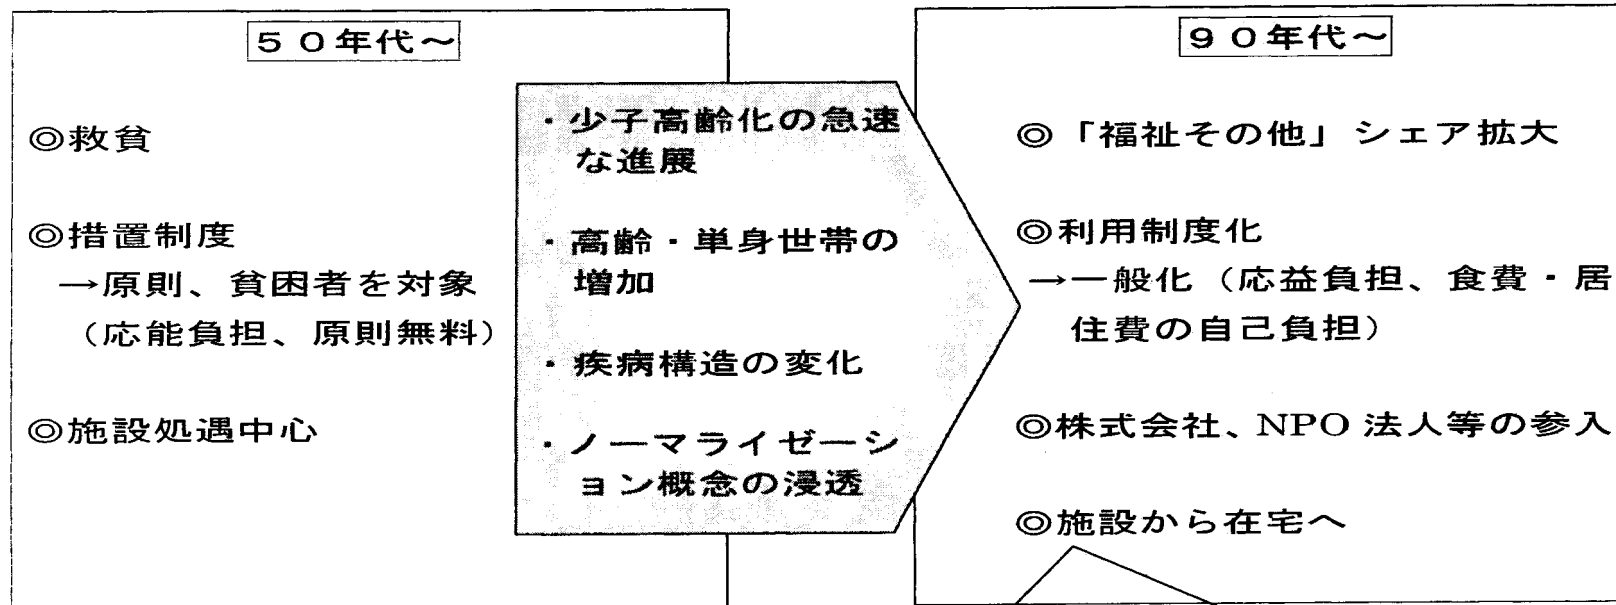 50年代～
◎救貧
◎措置制度
→原則、貧困者を対象
（応能負担、原則無料）
◎施設処遇中心
・少子高齢化の急速
な進展
・高齢・単身世帯の
増加
・疾病構造の変化
・ノーマライゼーシ
ョン概念の浸透
90年代～
◎「福祉その他」シェア拡大
◎利用制度化
→一般化（応益負担、食費・居
住費の自己負担）
◎株式会社、NPO 法人等の参入
◎施設から在宅へ